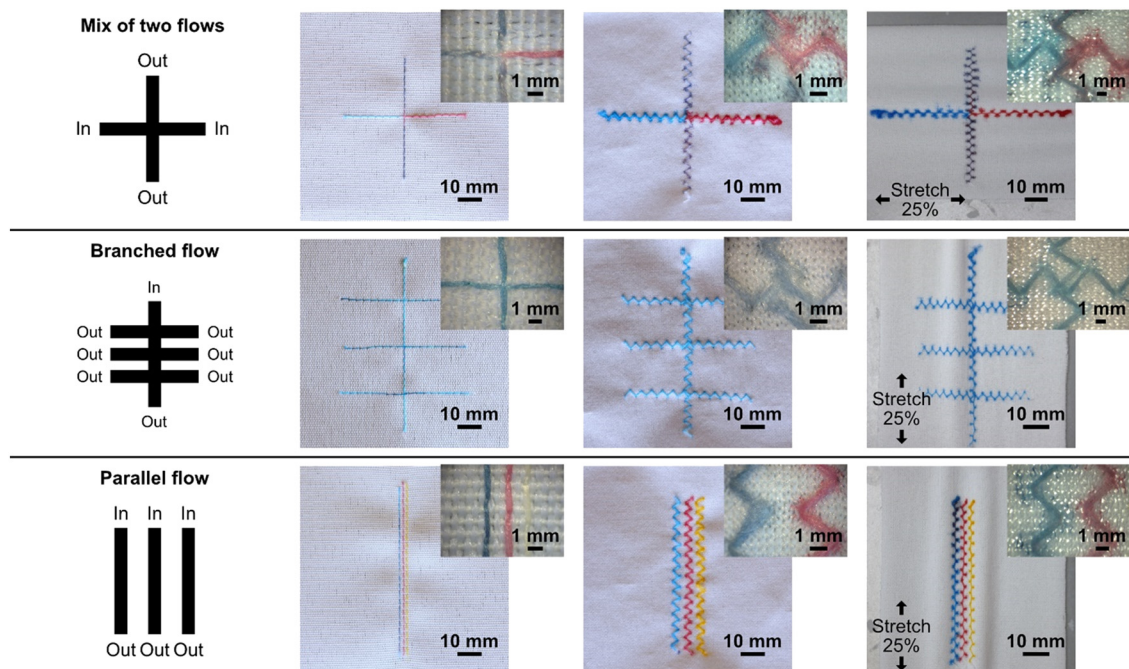 Mix of two flows
Out
In In
Out
1 mm
10 mm
1 mm
10 mm
1 mm
Stretch
25%
10 mm
Branched flow
In
Out Out
Out Out
Out Out
Out
1 mm
10 mm
1 mm
10 mm
1 mm
Stretch
25%
10 mm
Parallel flow
In In In
Out Out Out
1 mm
10 mm
1 mm
10 mm
1 mm
Stretch
25%
10 mm